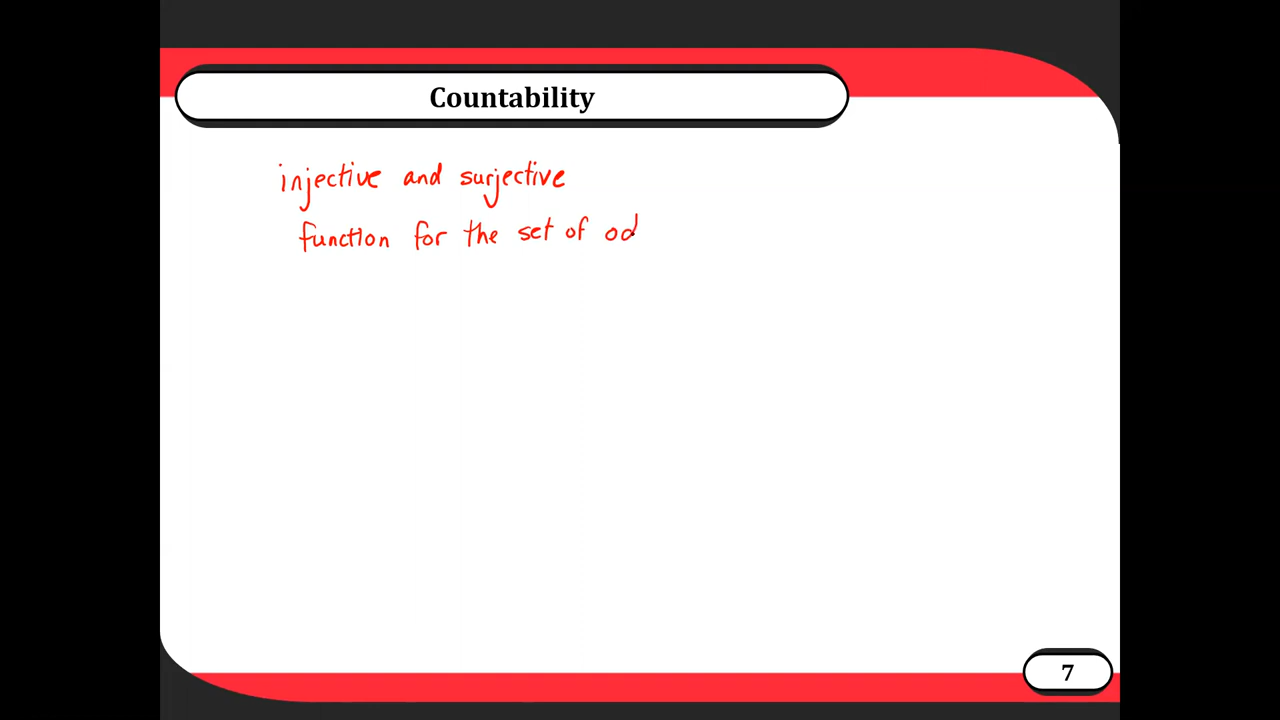 Countability
injective and surjective
function for the set of od
7